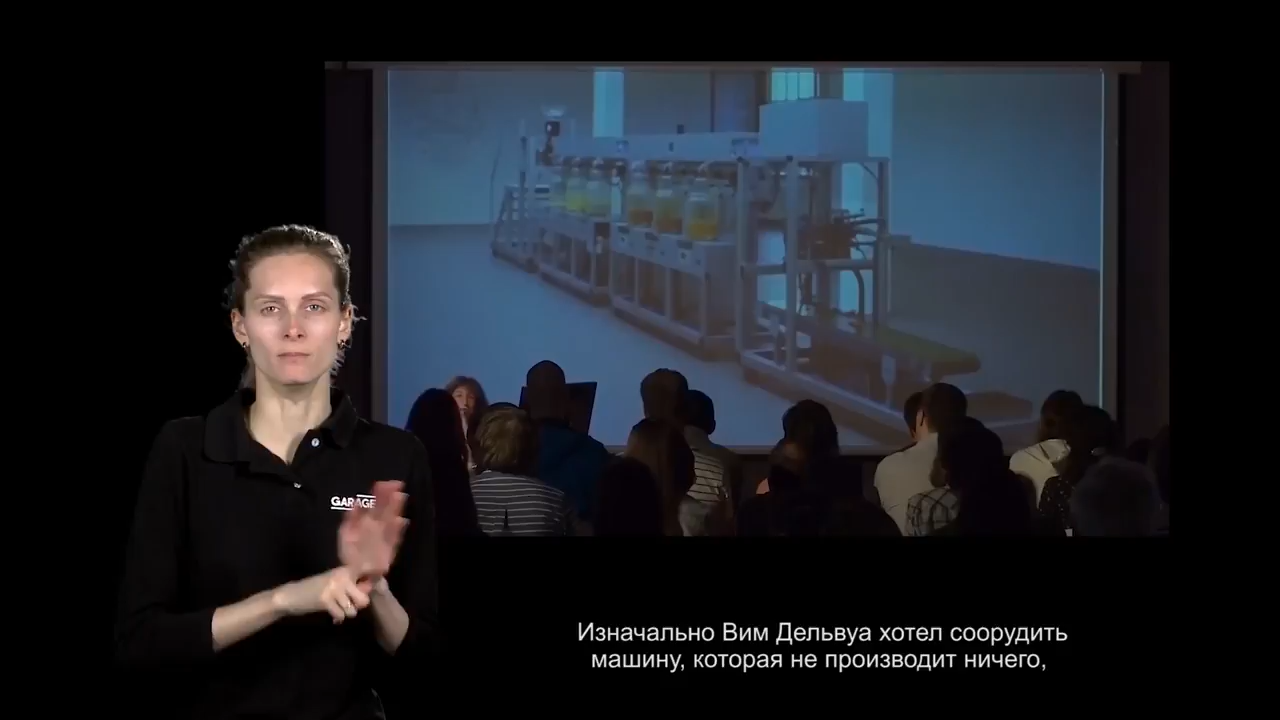 GARAGE
Изначально Вим Дельвуа хотел соорудить
машину, которая не производит ничего,